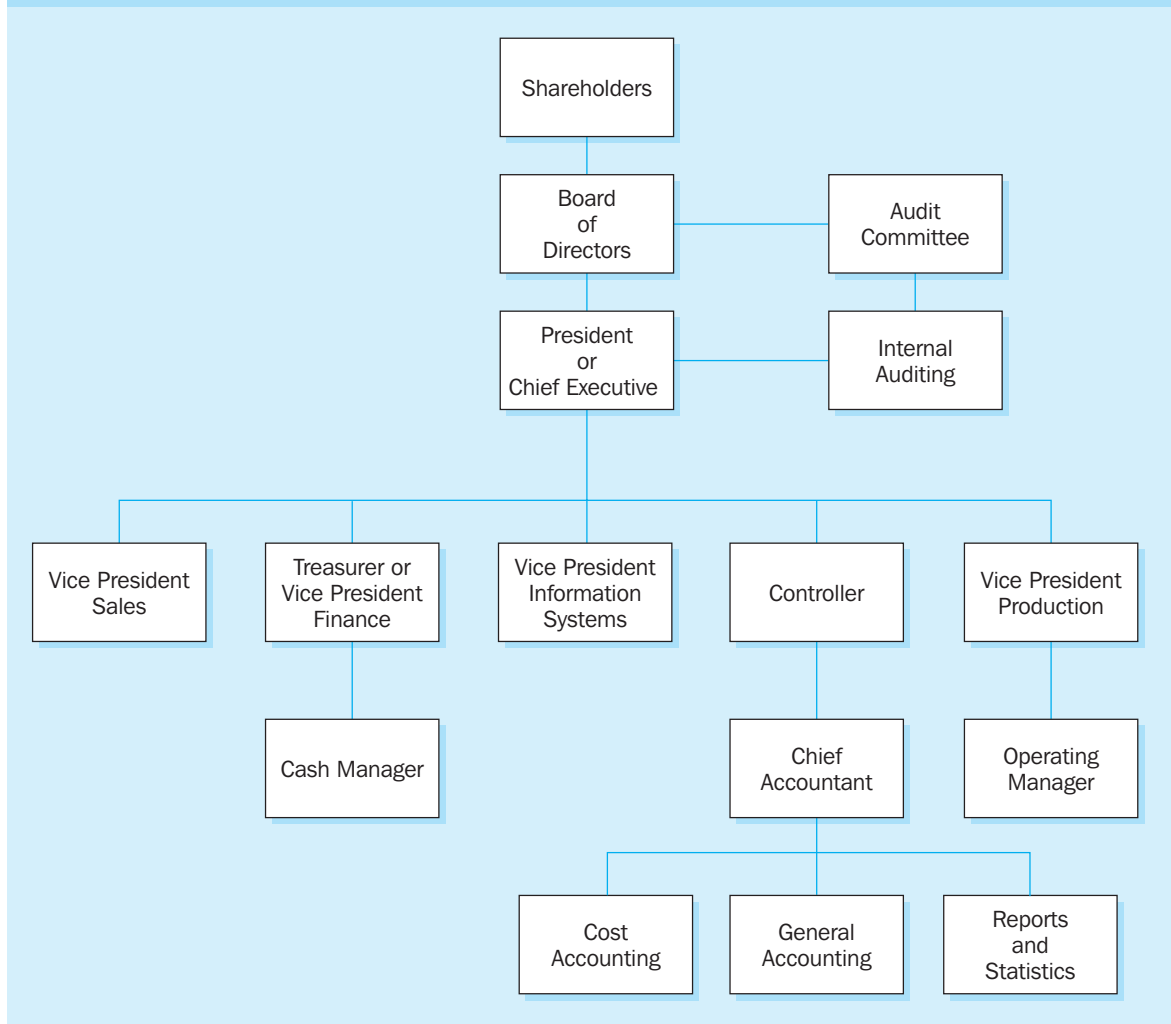 Shareholders
Board
of
Directors
Audit
Committee
President
or
Chief Executive
Internal
Auditing
Vice President
Sales
Treasurer or
Vice President
Finance
Vice President
Information
Systems
Controller
Vice President
Production
Cash Manager
Chief
Accountant
Operating
Manager
Cost
Accounting
General
Accounting
Reports
and
Statistics